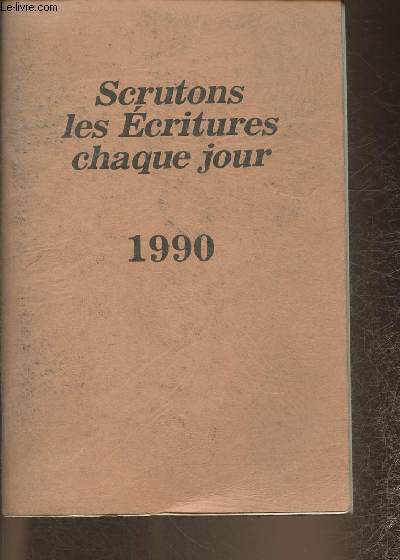 Le-livre.com
Scrutons
les Écritures
chaque jour
1990